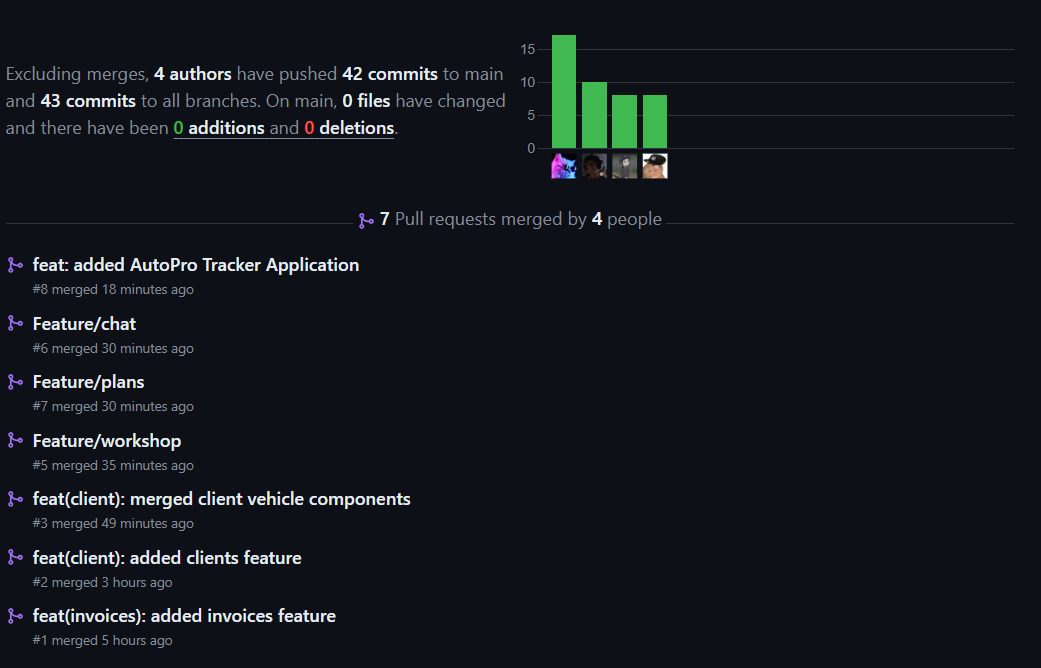 Excluding merges, 4 authors have pushed 42 commits to main
and 43 commits to all branches. On main, 0 files have changed
and there have been 0 additions and 0 deletions.
15
10
5
0
7 Pull requests merged by 4 people
feat: added AutoPro Tracker Application
#8 merged 18 minutes ago
Feature/chat
#6 merged 30 minutes ago
Feature/plans
#7 merged 30 minutes ago
Feature/workshop
#5 merged 35 minutes ago
feat(client): merged client vehicle components
#3 merged 49 minutes ago
feat(client): added clients feature
#2 merged 3 hours ago
feat(invoices): added invoices feature
#1 merged 5 hours ago